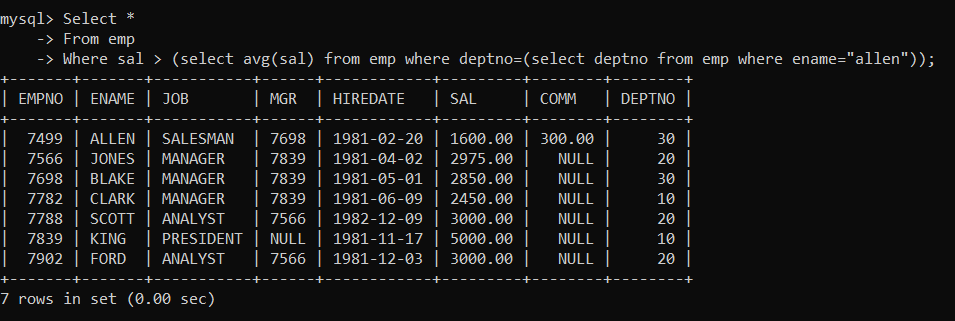 mysql> Select *
    -> From emp
    -> Where sal > (select avg(sal) from emp where deptno=(select deptno from emp where ename="allen"));
+-------+-------+-----------+------+------------+---------+--------+--------+
| EMPNO | ENAME | JOB       | MGR  | HIREDATE   | SAL     | COMM   | DEPTNO |
+-------+-------+-----------+------+------------+---------+--------+--------+
|  7499 | ALLEN | SALESMAN  | 7698 | 1981-02-20 | 1600.00 | 300.00 |     30 |
|  7566 | JONES | MANAGER   | 7839 | 1981-04-02 | 2975.00 |   NULL |     20 |
|  7698 | BLAKE | MANAGER   | 7839 | 1981-05-01 | 2850.00 |   NULL |     30 |
|  7782 | CLARK | MANAGER   | 7839 | 1981-06-09 | 2450.00 |   NULL |     10 |
|  7788 | SCOTT | ANALYST   | 7566 | 1982-12-09 | 3000.00 |   NULL |     20 |
|  7839 | KING  | PRESIDENT | NULL | 1981-11-17 | 5000.00 |   NULL |     10 |
|  7902 | FORD  | ANALYST   | 7566 | 1981-12-03 | 3000.00 |   NULL |     20 |
+-------+-------+-----------+------+------------+---------+--------+--------+
7 rows in set (0.00 sec)